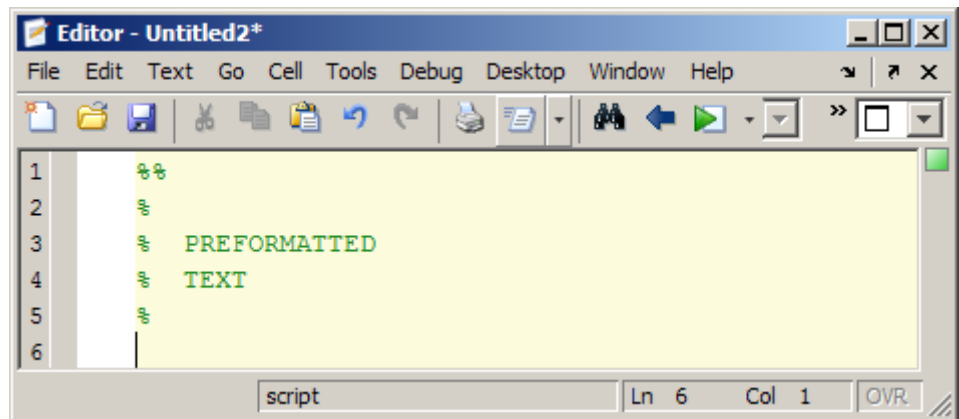 Editor - Untitled2*
File Edit Text Go Cell Tools Debug Desktop Window Help
»
1 %%
2 %
3 %  PREFORMATTED
4 %  TEXT
5 %
6
script Ln 6 Col 1 OVR